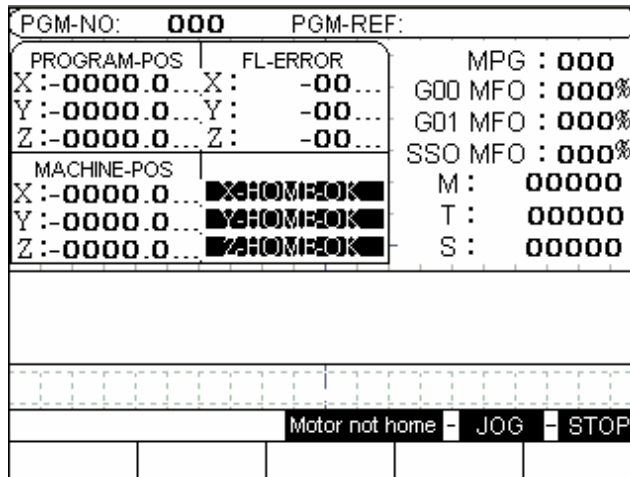 PGM-NO: 000 PGM-REF:
PROGRAM-POS FL-ERROR
X:-0000.0... X: -00...
Y:-0000.0... Y: -00...
Z:-0000.0... Z: -00...
MACHINE-POS
X:-0000.0... X-HOME-OK
Y:-0000.0... Y-HOME-OK
Z:-0000.0... Z-HOME-OK
MPG : 000
G00 MFO : 000%
G01 MFO : 000%
SSO MFO : 000%
M : 00000
T : 00000
S : 00000
Motor not home - JOG - STOP